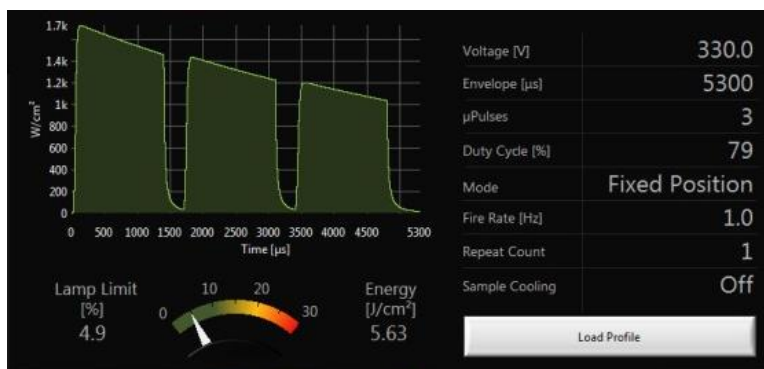 1.7k
1.4k
1.2k
1k
800
600
400
200
0
W/cm²
0 500 1000 1500 2000 2500 3000 3500 4000 4500 5300
Time [µs]
Lamp Limit
[%]
4.9
0 10 20 30
Energy
[J/cm²]
5.63
Voltage [V] 330.0
Envelope [µs] 5300
µPulses 3
Duty Cycle [%] 79
Mode Fixed Position
Fire Rate [Hz] 1.0
Repeat Count 1
Sample Cooling Off
Load Profile